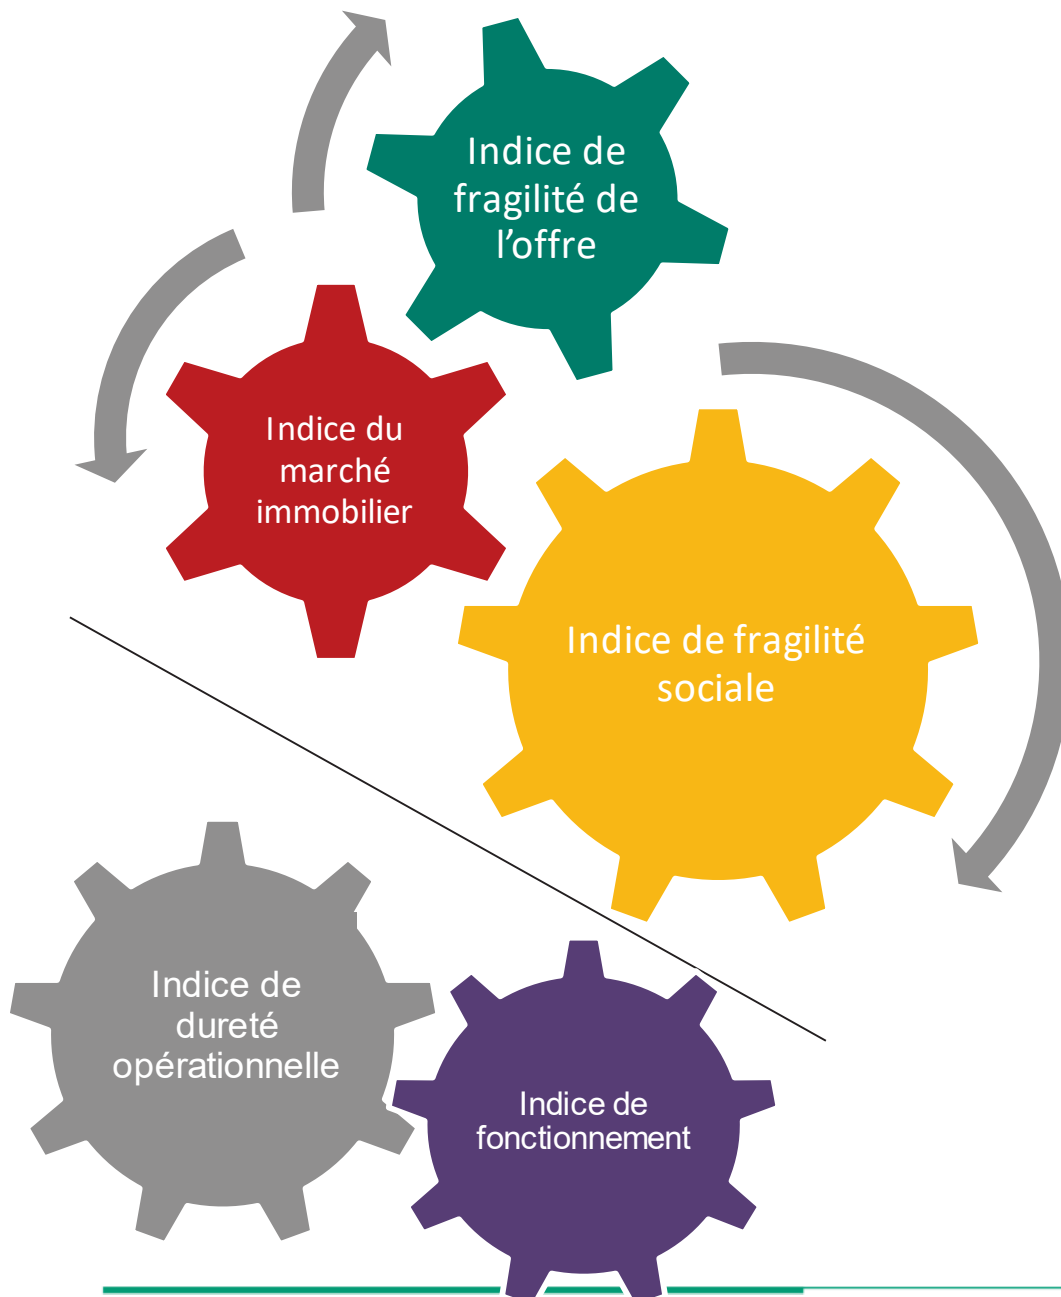 Indice de
fragilité de
l’offre
Indice du
marché
immobilier
Indice de fragilité
sociale
Indice de
dureté
opérationnelle
Indice de
fonctionnement